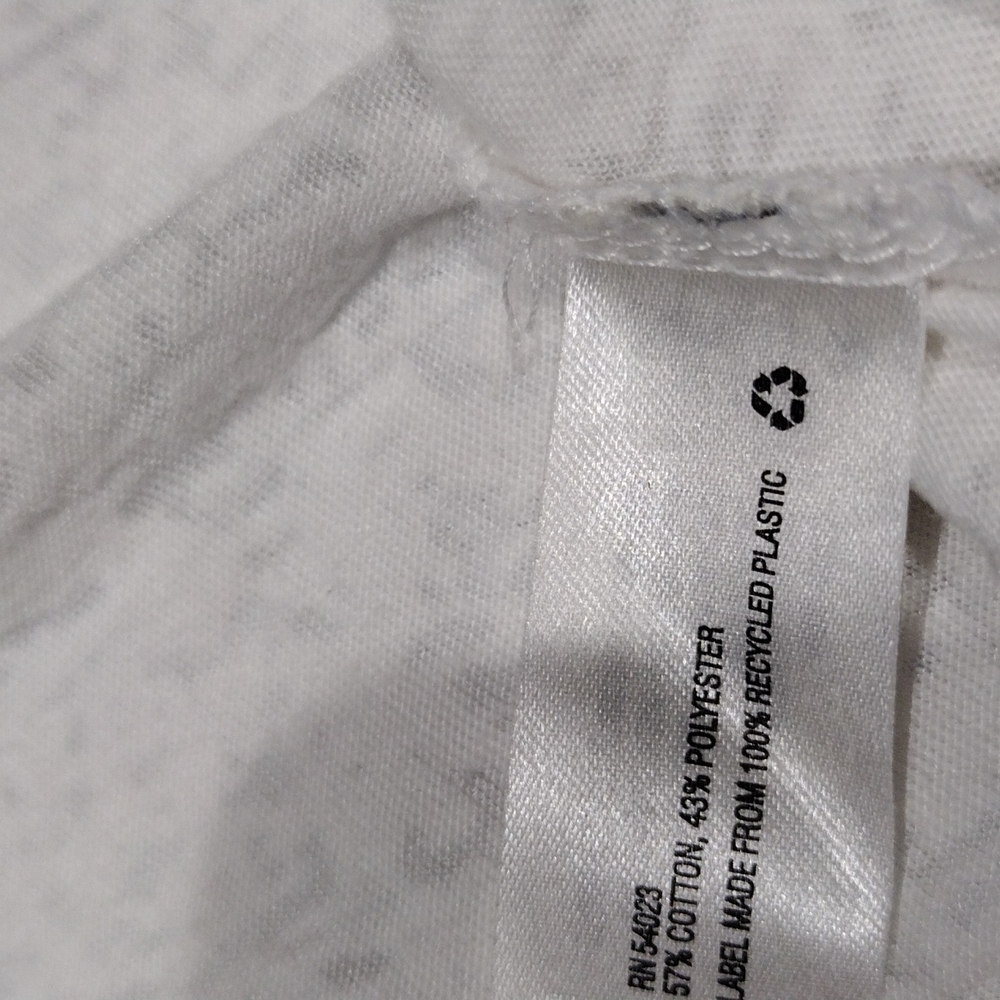 RN 54023
57% COTTON, 43% POLYESTER
LABEL MADE FROM 100% RECYCLED PLASTIC